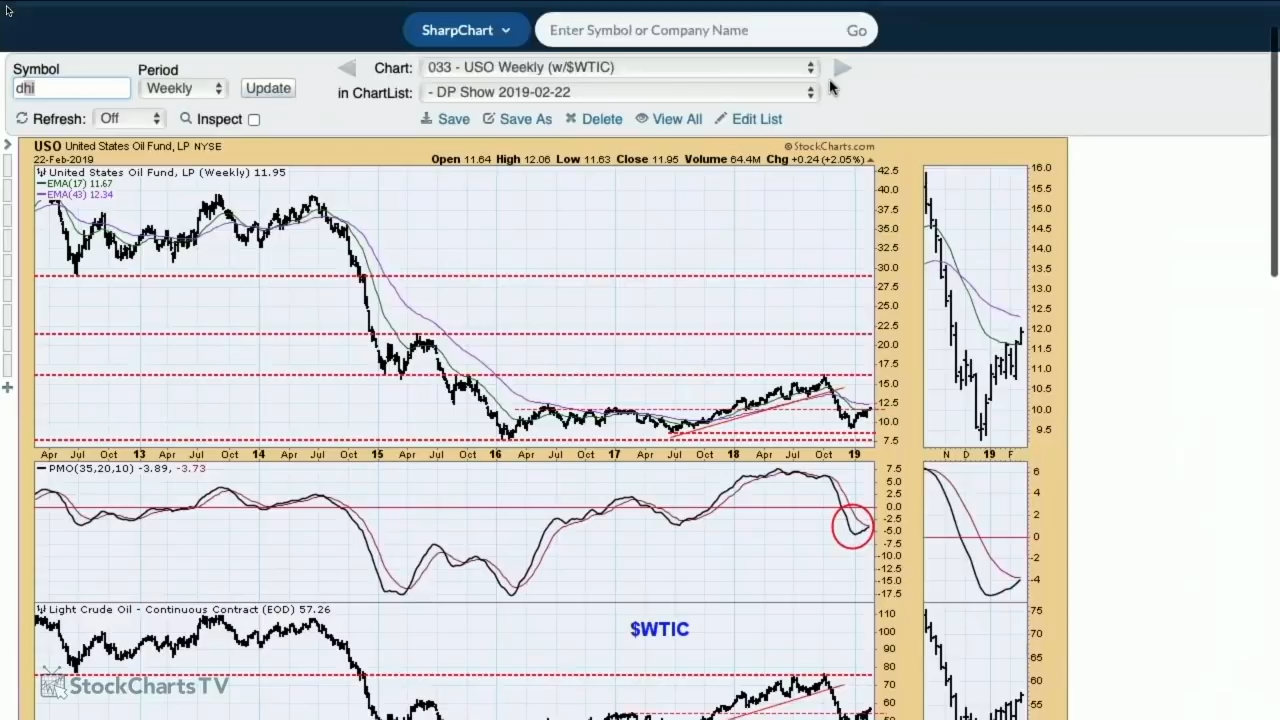 SharpChart
Enter Symbol or Company Name
Go
Symbol
Period
Chart:
033 - USO Weekly (w/$WTIC)
dhi
Weekly
Update
in ChartList:
- DP Show 2019-02-22
Refresh:
Off
Inspect
Save
Save As
Delete
View All
Edit List
USO United States Oil Fund, LP NYSE
© StockCharts.com
22-Feb-2019
Open 11.64 High 12.06 Low 11.63 Close 11.95 Volume 64.4M Chg +0.24 (+2.05%)
United States Oil Fund, LP (Weekly) 11.95
EMA(17) 11.67
EMA(43) 12.34
42.5
40.0
37.5
35.0
32.5
30.0
27.5
25.0
22.5
20.0
17.5
15.0
12.5
10.0
7.5
16.0
15.5
15.0
14.5
14.0
13.5
13.0
12.5
12.0
11.5
11.0
10.5
10.0
9.5
Apr Jul Oct 13 Apr Jul Oct 14 Apr Jul Oct 15 Apr Jul Oct 16 Apr Jul Oct 17 Apr Jul Oct 18 Apr Jul Oct 19
N D 19 F
PMO(35,20,10) -3.89, -3.73
7.5
5.0
2.5
0.0
-2.5
-5.0
-7.5
-10.0
-12.5
-15.0
-17.5
6
4
2
0
-2
-4
Light Crude Oil - Continuous Contract (EOD) 57.26
$WTIC
110
100
90
80
70
60
75
70
65
60
55
StockChartsTV